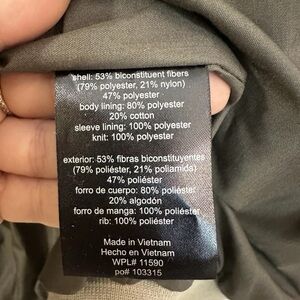 shell: 53% biconstituent fibers
(79% polyester, 21% nylon)
47% polyester
body lining: 80% polyester
20% cotton
sleeve lining: 100% polyester
knit: 100% polyester
exterior: 53% fibras biconstituyentes
(79% poliéster, 21% poliamida)
47% poliéster
forro de cuerpo: 80% poliéster
20% algodón
forro de manga: 100% poliéster
rib: 100% poliéster
Made in Vietnam
Hecho en Vietnam
WPL# 11590
po# 103315